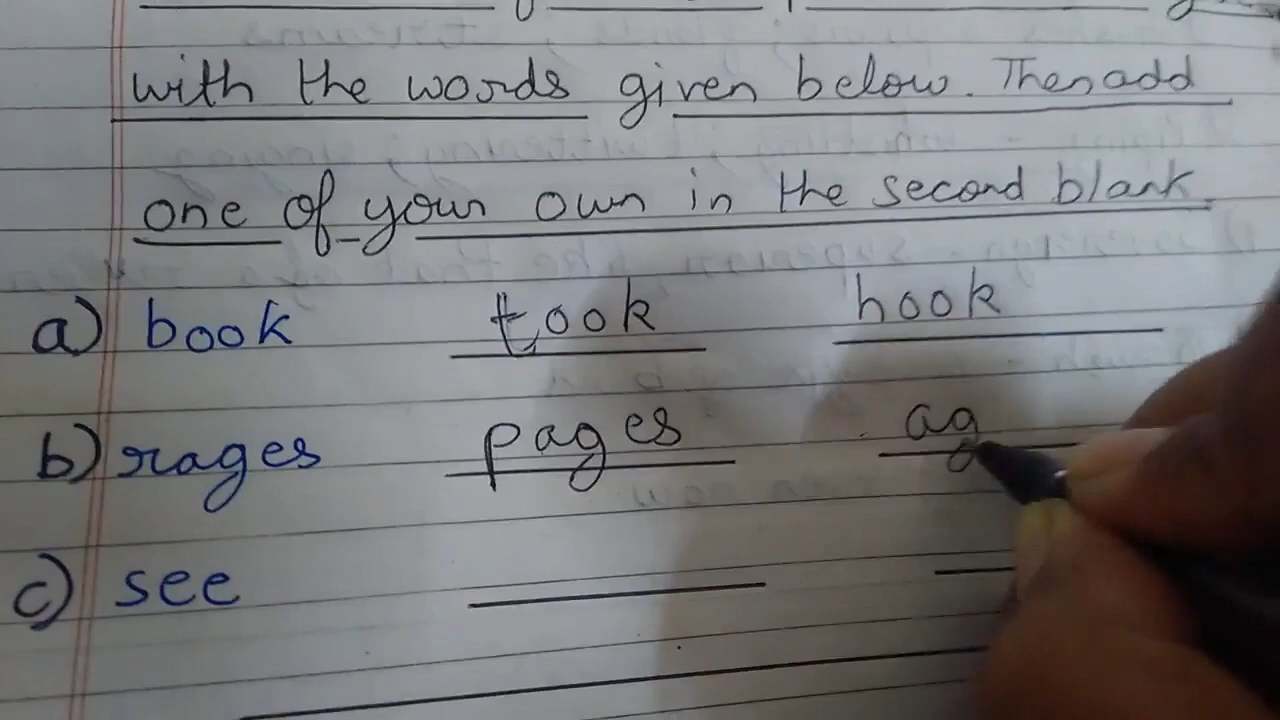 with the words given below. Then add
one of your own in the second blank.
a) book took hook
b) rages pages ag
c) see